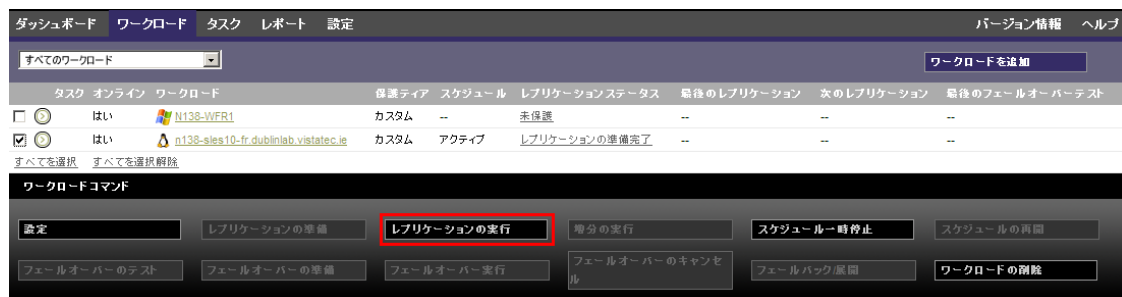 ダッシュボード ワークロード タスク レポート 設定 バージョン情報 ヘルプ
すべてのワークロード ワークロードを追加
タスク オンライン ワークロード 保護ティア スケジュール レプリケーションステータス 最後のレプリケーション 次のレプリケーション 最後のフェールオーバーテスト
はい N138-WFR1 カスタム -- 未保護 -- -- --
はい n138-sles10-fr.dublinlab.vistatec.ie カスタム アクティブ レプリケーションの準備完了 -- -- --
すべてを選択 すべてを選択解除
ワークロードコマンド
設定 レプリケーションの準備 レプリケーションの実行 増分の実行 スケジュール一時停止 スケジュールの再開
フェールオーバーのテスト フェールオーバーの準備 フェールオーバー実行 フェールオーバーのキャンセ
ル
フェールバック/展開 ワークロードの削除